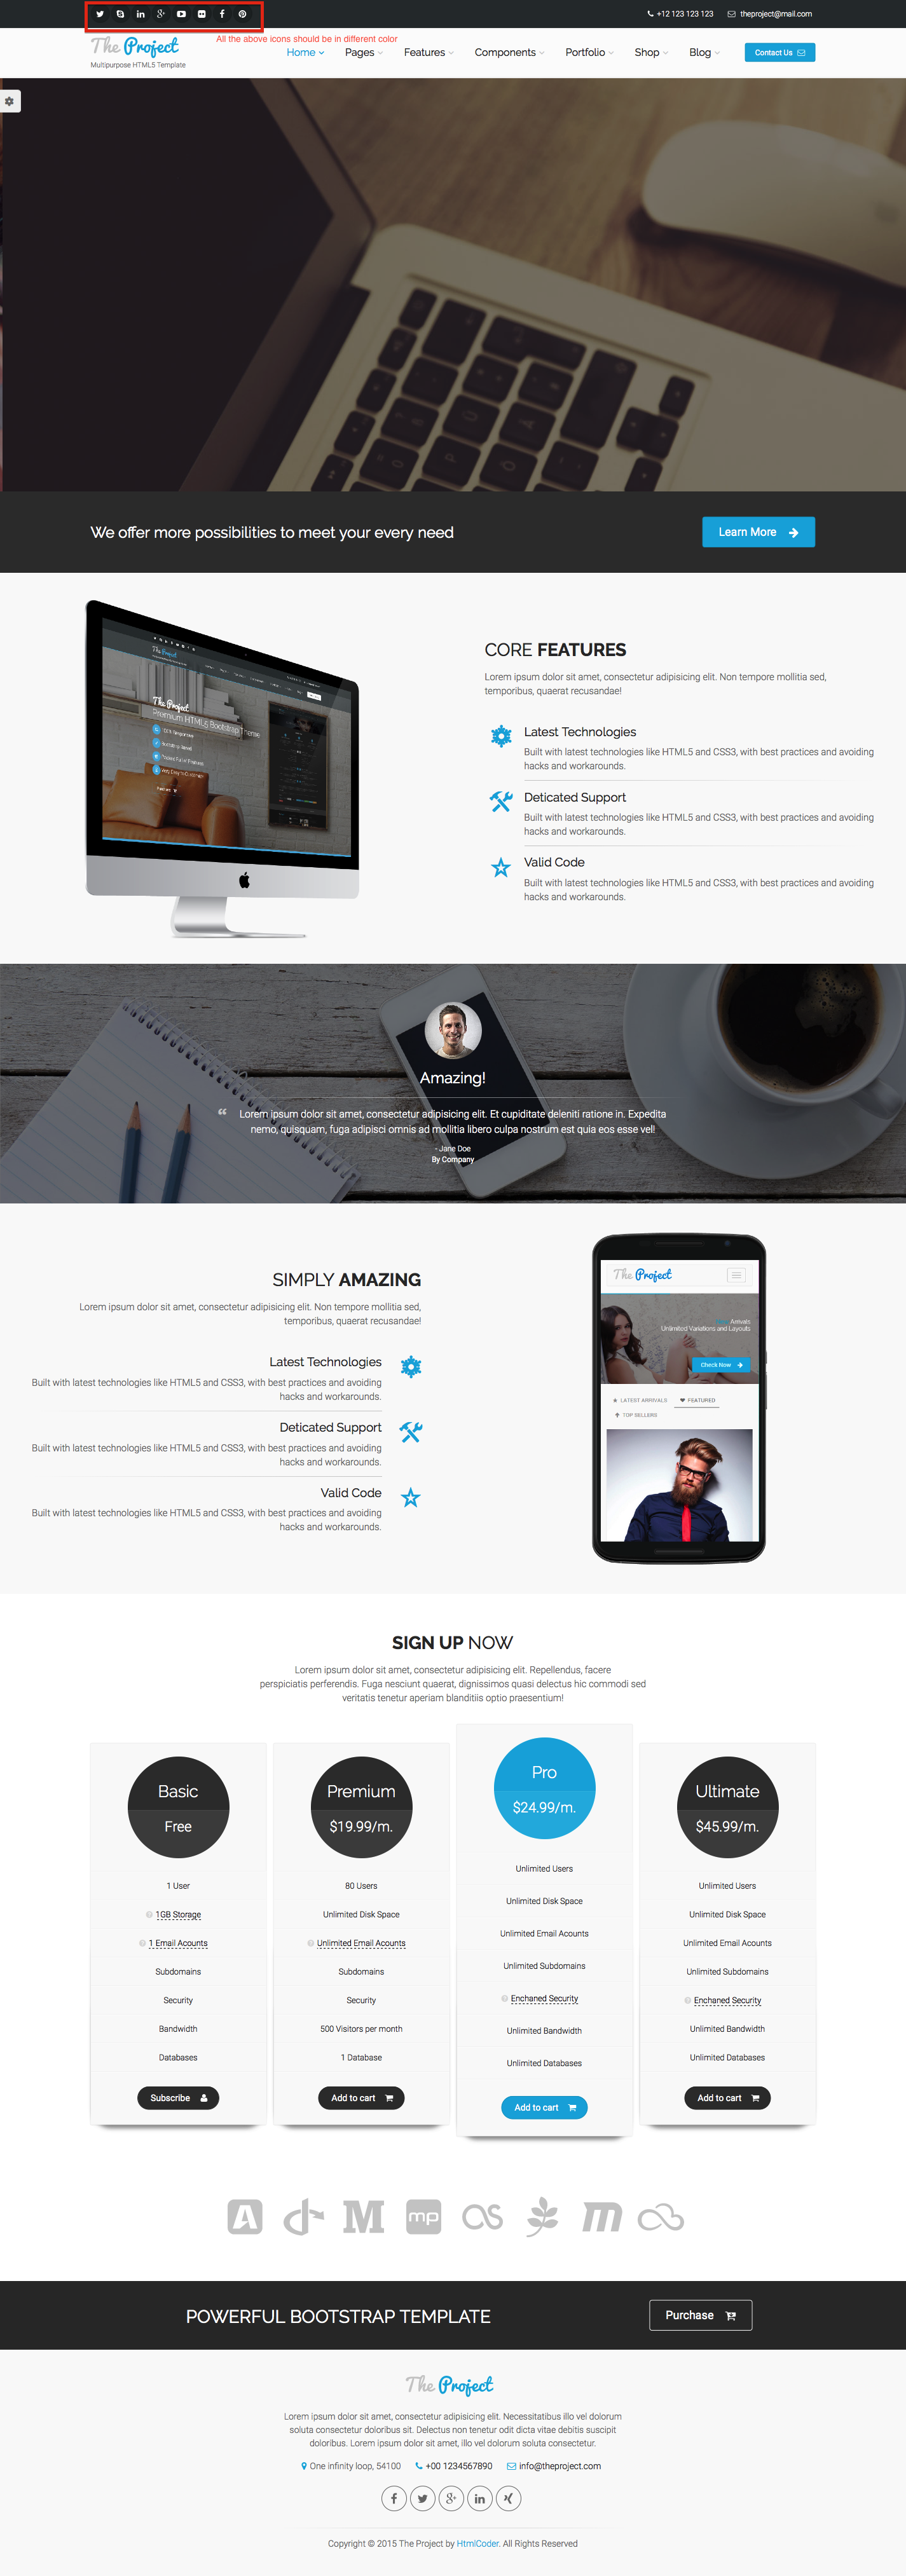 +12 123 123 123 theproject@mail.com
All the above icons should be in different color
The Project
Multipurpose HTML5 Template
Home Pages Features Components Portfolio Shop Blog Contact Us
We offer more possibilities to meet your every need
Learn More
The Project
The Project
Premium HTML5 Bootstrap Theme
CORE FEATURES
Lorem ipsum dolor sit amet, consectetur adipisicing elit. Non tempore mollitia sed,
temporibus, quaerat recusandae!
Latest Technologies
Built with latest technologies like HTML5 and CSS3, with best practices and avoiding
hacks and workarounds.
Deticated Support
Built with latest technologies like HTML5 and CSS3, with best practices and avoiding
hacks and workarounds.
Valid Code
Built with latest technologies like HTML5 and CSS3, with best practices and avoiding
hacks and workarounds.
Amazing!
“ Lorem ipsum dolor sit amet, consectetur adipisicing elit. Et cupiditate deleniti ratione in. Expedita
nemo, quisquam, fuga adipisci omnis ad mollitia libero culpa nostrum est quia eos esse vel!
- Jane Doe
By Company
SIMPLY AMAZING
Lorem ipsum dolor sit amet, consectetur adipisicing elit. Non tempore mollitia sed,
temporibus, quaerat recusandae!
Latest Technologies
Built with latest technologies like HTML5 and CSS3, with best practices and avoiding
hacks and workarounds.
Deticated Support
Built with latest technologies like HTML5 and CSS3, with best practices and avoiding
hacks and workarounds.
Valid Code
Built with latest technologies like HTML5 and CSS3, with best practices and avoiding
hacks and workarounds.
The Project
Arrivals
Unlimited Variations and Layouts
Check Now
LATEST ARRIVALS FEATURED
TOP SELLERS
SIGN UP NOW
Lorem ipsum dolor sit amet, consectetur adipisicing elit. Repellendus, facere
perspiciatis perferendis. Fuga nesciunt quaerat, dignissimos quasi delectus hic commodi sed
veritatis tenetur aperiam blanditiis optio praesentium!
Basic
Free
1 User
1GB Storage
1 Email Acounts
Subdomains
Security
Bandwidth
Databases
Subscribe
Premium
$19.99/m.
80 Users
Unlimited Disk Space
Unlimited Email Acounts
Subdomains
Security
500 Visitors per month
1 Database
Add to cart
Pro
$24.99/m.
Unlimited Users
Unlimited Disk Space
Unlimited Email Acounts
Unlimited Subdomains
Enchaned Security
Unlimited Bandwidth
Unlimited Databases
Add to cart
Ultimate
$45.99/m.
Unlimited Users
Unlimited Disk Space
Unlimited Email Acounts
Unlimited Subdomains
Enchaned Security
Unlimited Bandwidth
Unlimited Databases
Add to cart
POWERFUL BOOTSTRAP TEMPLATE
Purchase
The Project
Lorem ipsum dolor sit amet, consectetur adipisicing elit. Necessitatibus illo vel dolorum
soluta consectetur doloribus sit. Delectus non tenetur odit dicta vitae debitis suscipit
doloribus. Lorem ipsum dolor sit amet, illo vel dolorum soluta consectetur.
One infinity loop, 54100 +00 1234567890 info@theproject.com
Copyright © 2015 The Project by HtmlCoder. All Rights Reserved